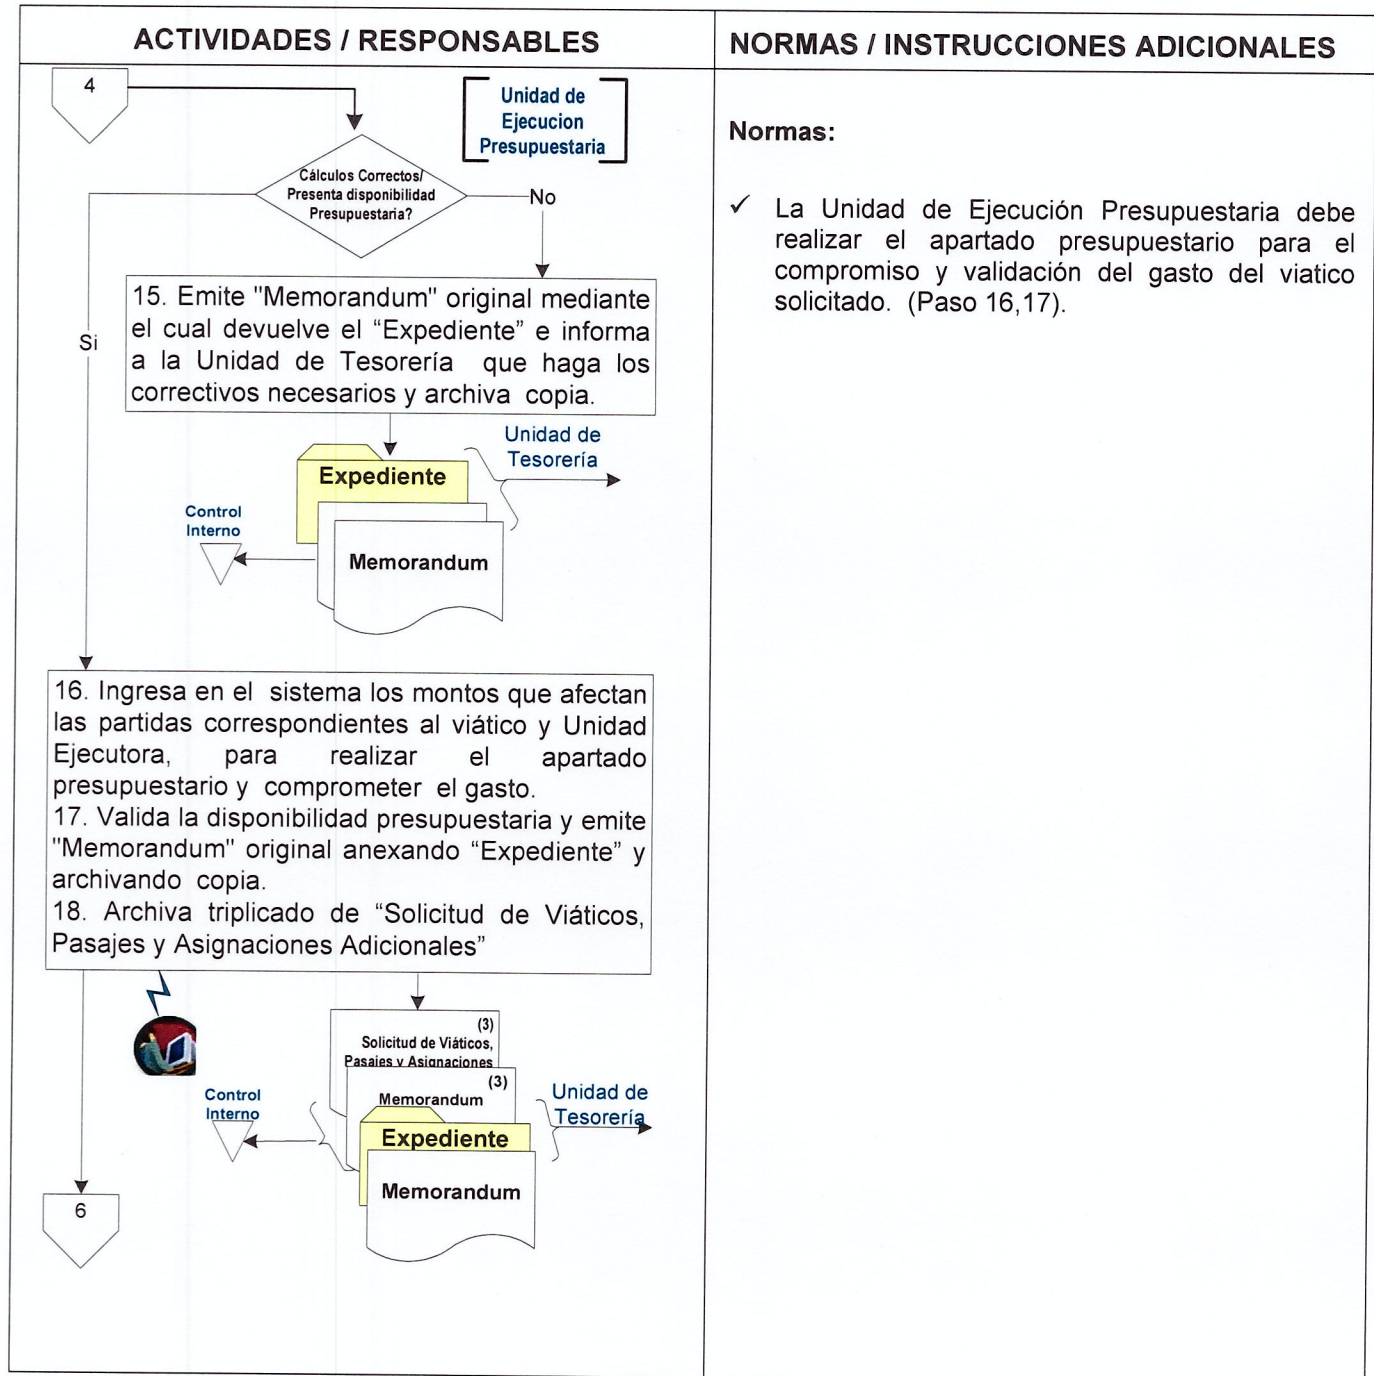 ACTIVIDADES / RESPONSABLES
NORMAS / INSTRUCCIONES ADICIONALES
4
Unidad de
Ejecucion
Presupuestaria
Cálculos Correctos/
Presenta disponibilidad
Presupuestaria?
No
Si
15. Emite "Memorandum" original mediante
el cual devuelve el “Expediente” e informa
a la Unidad de Tesorería que haga los
correctivos necesarios y archiva copia.
Unidad de
Tesorería
Expediente
Control
Interno
Memorandum
16. Ingresa en el sistema los montos que afectan
las partidas correspondientes al viático y Unidad
Ejecutora, para realizar el apartado
presupuestario y comprometer el gasto.
17. Valida la disponibilidad presupuestaria y emite
"Memorandum" original anexando “Expediente” y
archivando copia.
18. Archiva triplicado de “Solicitud de Viáticos,
Pasajes y Asignaciones Adicionales”
(3)
Solicitud de Viáticos,
Pasajes y Asignaciones
(3)
Memorandum
Control
Interno
Unidad de
Tesorería
Expediente
Memorandum
6
Normas:
✓ La Unidad de Ejecución Presupuestaria debe
realizar el apartado presupuestario para el
compromiso y validación del gasto del viatico
solicitado. (Paso 16,17).